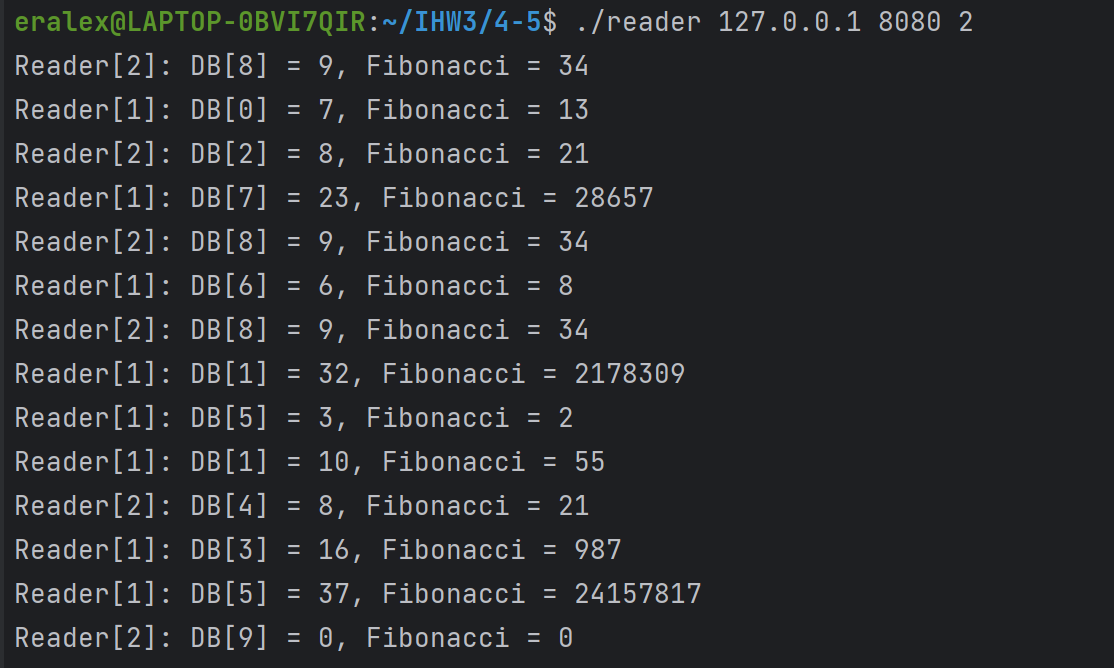 eralex@LAPTOP-0BVI7QIR:~/IHW3/4-5$ ./reader 127.0.0.1 8080 2
Reader[2]: DB[8] = 9, Fibonacci = 34
Reader[1]: DB[0] = 7, Fibonacci = 13
Reader[2]: DB[2] = 8, Fibonacci = 21
Reader[1]: DB[7] = 23, Fibonacci = 28657
Reader[2]: DB[8] = 9, Fibonacci = 34
Reader[1]: DB[6] = 6, Fibonacci = 8
Reader[2]: DB[8] = 9, Fibonacci = 34
Reader[1]: DB[1] = 32, Fibonacci = 2178309
Reader[1]: DB[5] = 3, Fibonacci = 2
Reader[1]: DB[1] = 10, Fibonacci = 55
Reader[2]: DB[4] = 8, Fibonacci = 21
Reader[1]: DB[3] = 16, Fibonacci = 987
Reader[1]: DB[5] = 37, Fibonacci = 24157817
Reader[2]: DB[9] = 0, Fibonacci = 0